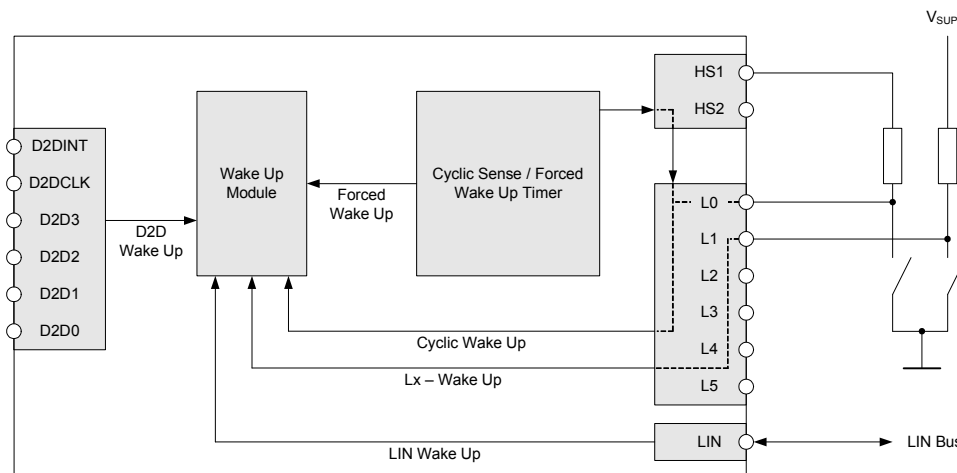 VSUP
HS1
HS2
D2DINT
D2DCLK
D2D3
D2D2
D2D1
D2D0
D2D
Wake Up
Wake Up
Module
Forced
Wake Up
Cyclic Sense / Forced
Wake Up Timer
L0
L1
L2
L3
L4
L5
Cyclic Wake Up
Lx – Wake Up
LIN Wake Up
LIN
LIN Bus